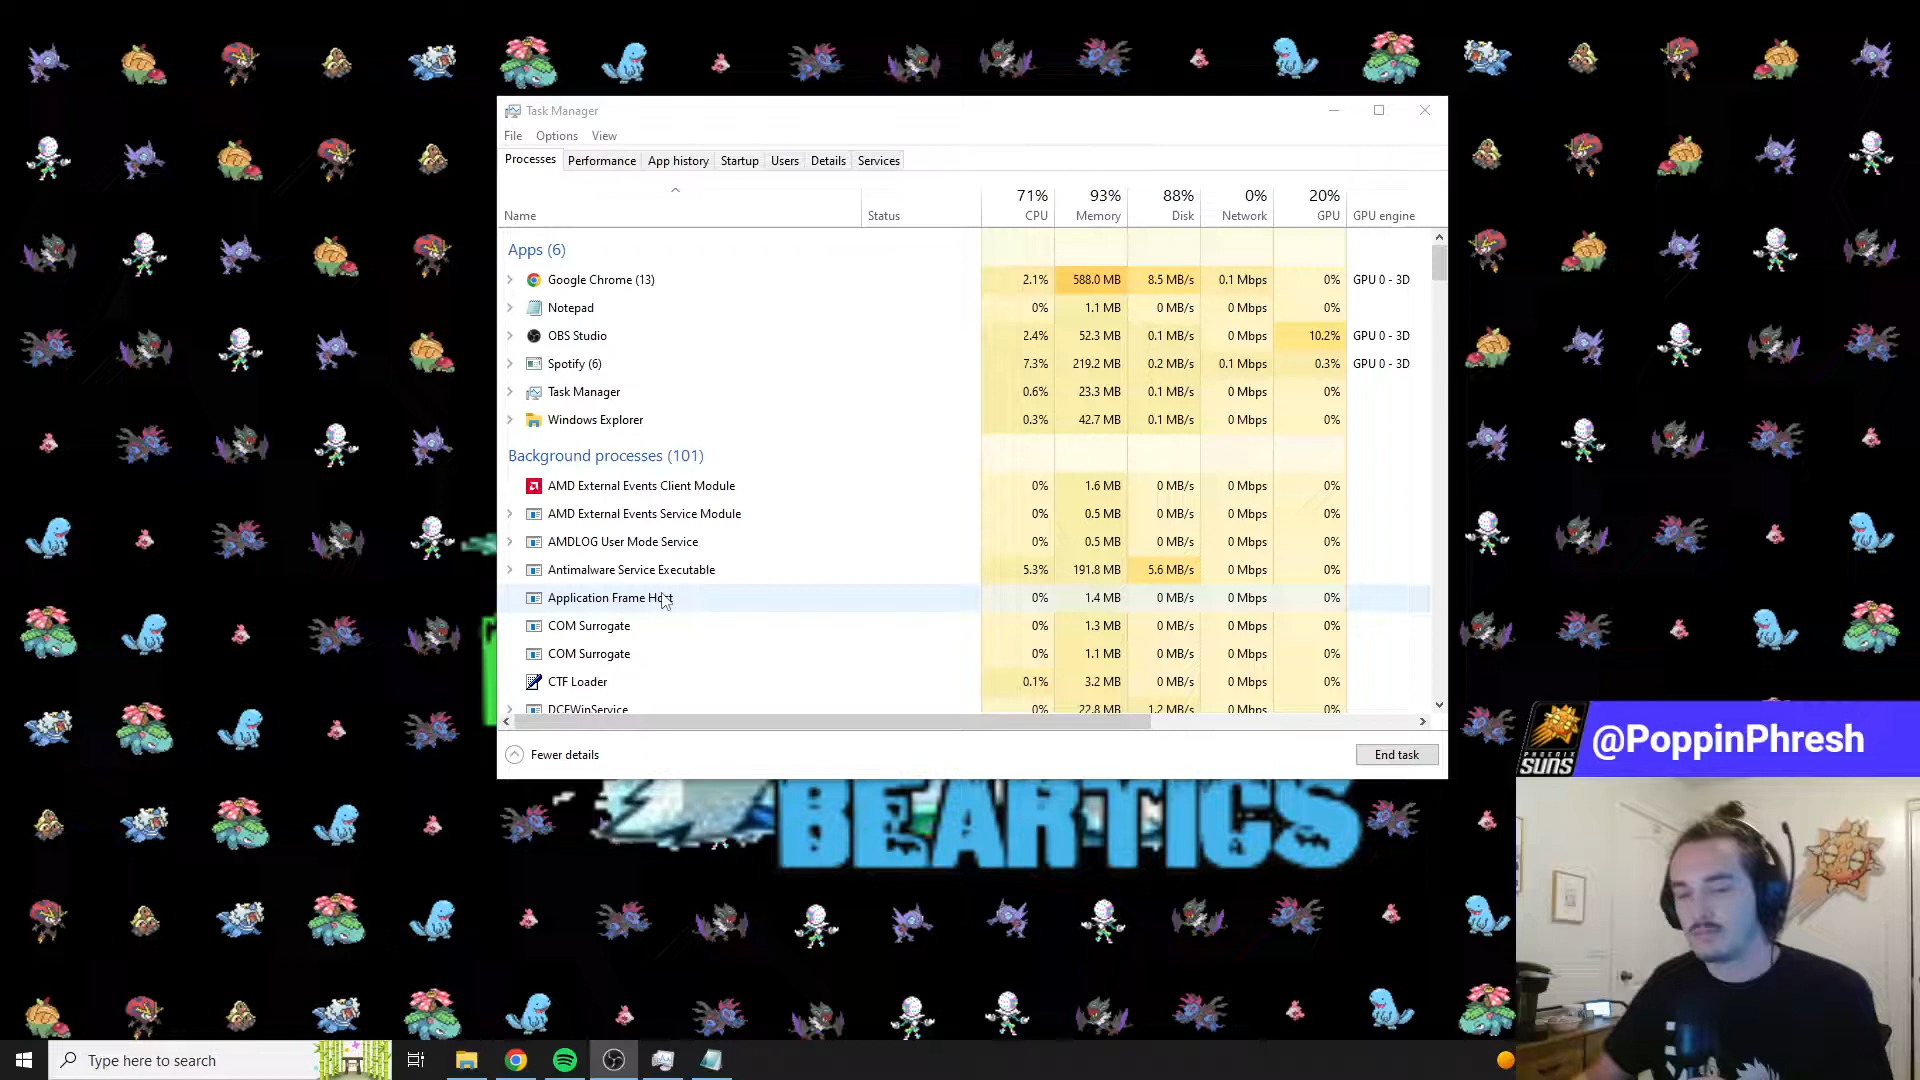 Task Manager
File Options View
Processes Performance App history Startup Users Details Services
71% 93% 88% 0% 20%
Name Status CPU Memory Disk Network GPU GPU engine
Apps (6)
Google Chrome (13) 2.1% 588.0 MB 8.5 MB/s 0.1 Mbps 0% GPU 0 - 3D
Notepad 0% 1.1 MB 0 MB/s 0 Mbps 0%
OBS Studio 2.4% 52.3 MB 0.1 MB/s 0 Mbps 10.2% GPU 0 - 3D
Spotify (6) 7.3% 219.2 MB 0.2 MB/s 0.1 Mbps 0.3% GPU 0 - 3D
Task Manager 0.6% 23.3 MB 0.1 MB/s 0 Mbps 0%
Windows Explorer 0.3% 42.7 MB 0.1 MB/s 0 Mbps 0%
Background processes (101)
AMD External Events Client Module 0% 1.6 MB 0 MB/s 0 Mbps 0%
AMD External Events Service Module 0% 0.5 MB 0 MB/s 0 Mbps 0%
AMDLOG User Mode Service 0% 0.5 MB 0 MB/s 0 Mbps 0%
Antimalware Service Executable 5.3% 191.8 MB 5.6 MB/s 0 Mbps 0%
Application Frame Host 0% 1.4 MB 0 MB/s 0 Mbps 0%
COM Surrogate 0% 1.3 MB 0 MB/s 0 Mbps 0%
COM Surrogate 0% 1.1 MB 0 MB/s 0 Mbps 0%
CTF Loader 0.1% 3.2 MB 0 MB/s 0 Mbps 0%
DCFWinService 0% 22.8 MB 1.2 MB/s 0 Mbps 0%
Fewer details End task
@PoppinPhresh
PHOENIX
SUNS
BEARTICS
Type here to search